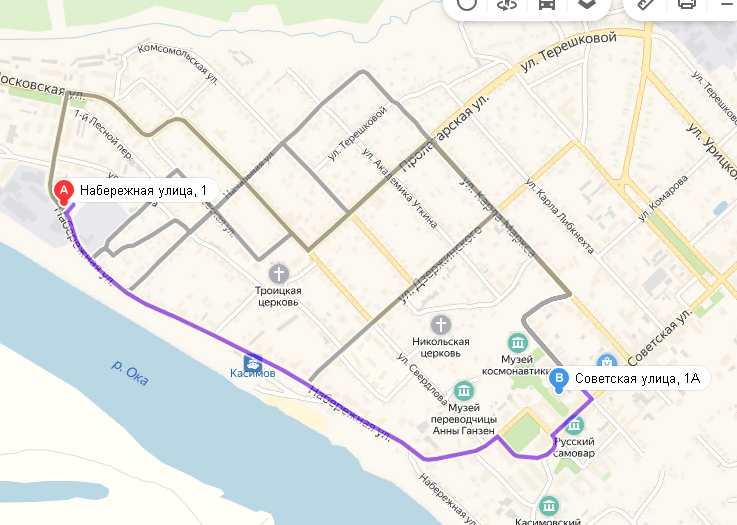 Комсомольская ул.
ул. Терешковой
Московская ул.
ул. Терешковой
1-й Лесной пер.
ул. Терешковой
Пролетарская ул.
ул. Урицкого
ул. Академика Уткина
ул. Карла Маркса
ул. Карла Либкнехта
ул. Комарова
А
Набережная улица, 1
Набережная ул.
ул. Дзержинского
Троицкая
церковь
Никольская
церковь
Советская ул.
р. Ока
Касимов
ул. Свердлова
Музей
космонавтики
В
Советская улица, 1А
Набережная ул.
Музей
переводчицы
Анны Ганзен
Русский
самовар
Набережная ул.
Касимовский